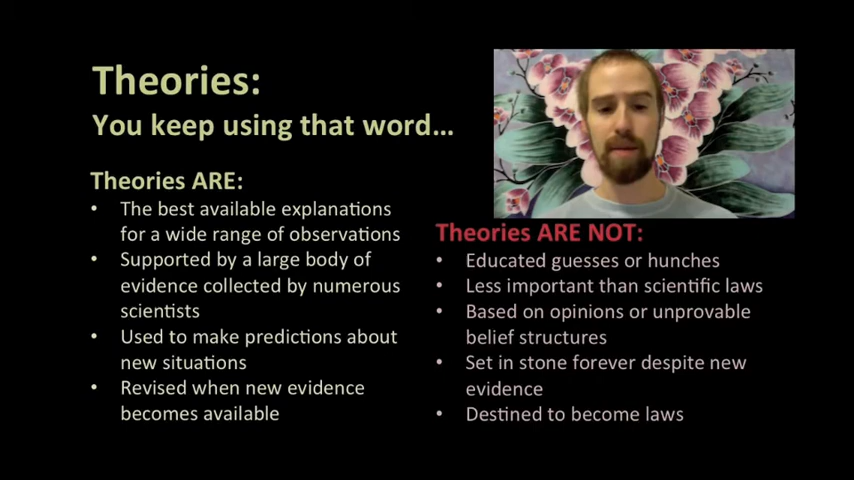 Theories:
You keep using that word...
Theories ARE:
• The best available explanations
for a wide range of observations
• Supported by a large body of
evidence collected by numerous
scientists
• Used to make predictions about
new situations
• Revised when new evidence
becomes available
Theories ARE NOT:
• Educated guesses or hunches
• Less important than scientific laws
• Based on opinions or unprovable
belief structures
• Set in stone forever despite new
evidence
• Destined to become laws